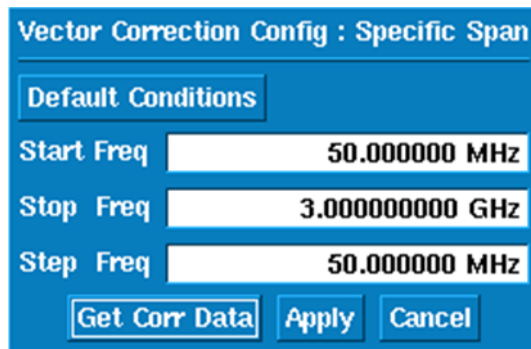 Vector Correction Config : Specific Span
Default Conditions
Start Freq 50.000000 MHz
Stop Freq 3.000000000 GHz
Step Freq 50.000000 MHz
Get Corr Data Apply Cancel